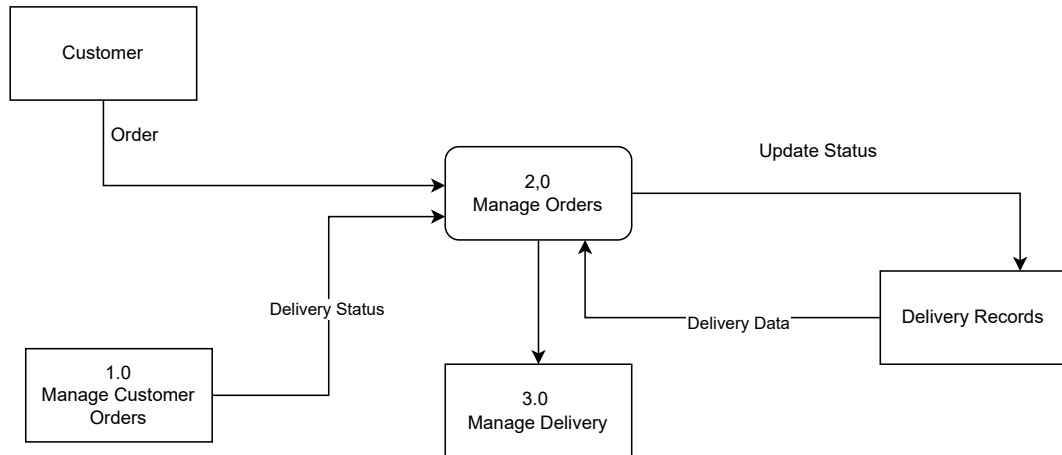 Customer
Order
Update Status
2,0
Manage Orders
Delivery Status
Delivery Data
Delivery Records
1.0
Manage Customer
Orders
3.0
Manage Delivery